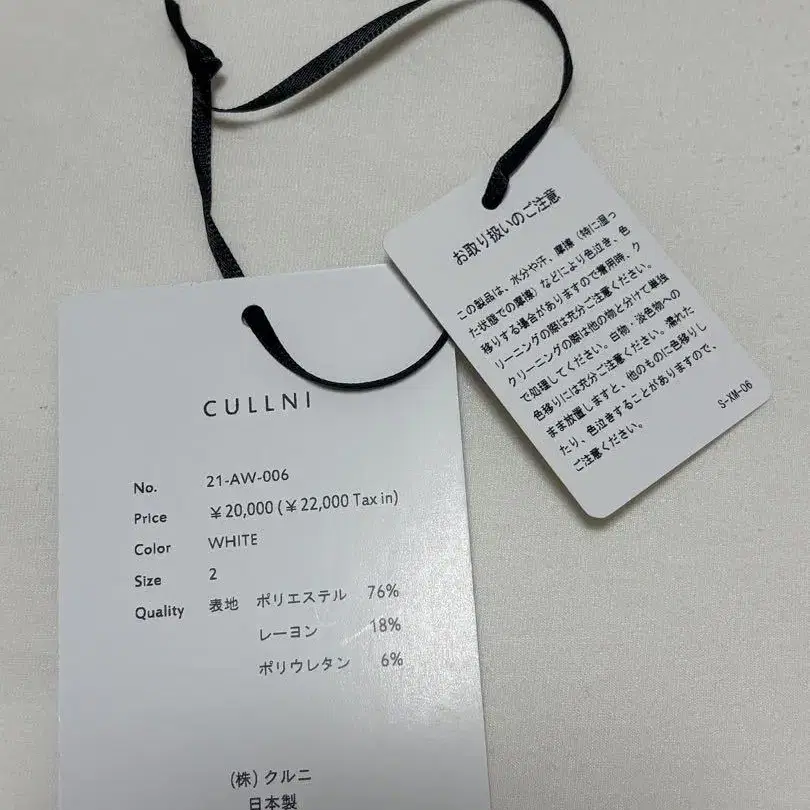 CULLNI
No. 21-AW-006
Price ¥20,000 (¥22,000 Tax in)
Color WHITE
Size 2
Quality 表地 ポリエステル 76%
レーヨン 18%
ポリウレタン 6%
(株)クルニ
日本製
お取り扱いのご注意
この製品は、水分や汗、摩擦(特に湿っ
た状態での摩擦)などにより色泣き、色
移りする場合がありますので着用時、ク
リーニングの際は充分ご注意ください。
クリーニングの際は他の物と分けて単独
で処理してください。白物・淡色物への
色移りには充分ご注意ください。濡れた
まま放置しますと、他のものに色移りし
たり、色泣きすることがありますので、
ご注意ください。
S-XM-06